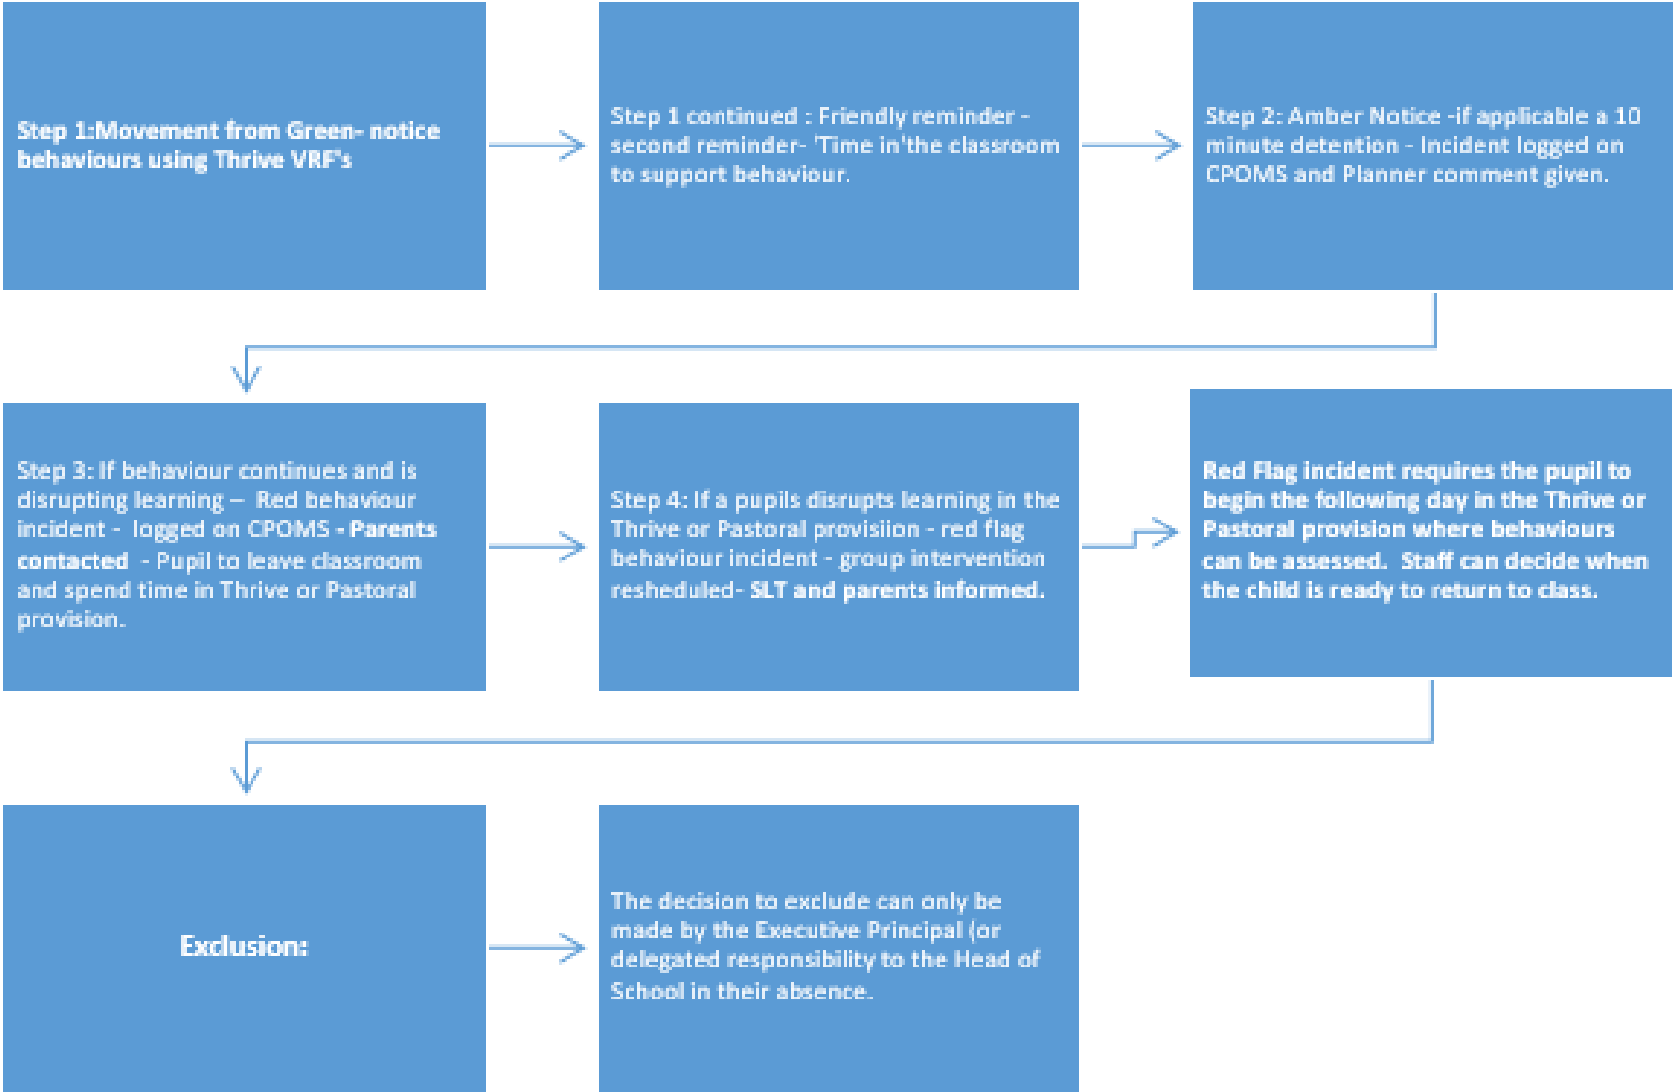 Step 1:Movement from Green- notice
behaviours using Thrive VRF's
Step 1 continued : Friendly reminder -
second reminder- 'Time in'the classroom
to support behaviour.
Step 2: Amber Notice -if applicable a 10
minute detention - Incident logged on
CPOMS and Planner comment given.
Step 3: If behaviour continues and is
disrupting learning – Red behaviour
incident - logged on CPOMS - Parents
contacted - Pupil to leave classroom
and spend time in Thrive or Pastoral
provision.
Step 4: If a pupils disrupts learning in the
Thrive or Pastoral provisiion - red flag
behaviour incident - group intervention
resheduled- SLT and parents informed.
Red Flag incident requires the pupil to
begin the following day in the Thrive or
Pastoral provision where behaviours
can be assessed. Staff can decide when
the child is ready to return to class.
Exclusion:
The decision to exclude can only be
made by the Executive Principal (or
delegated responsibility to the Head of
School in their absence.